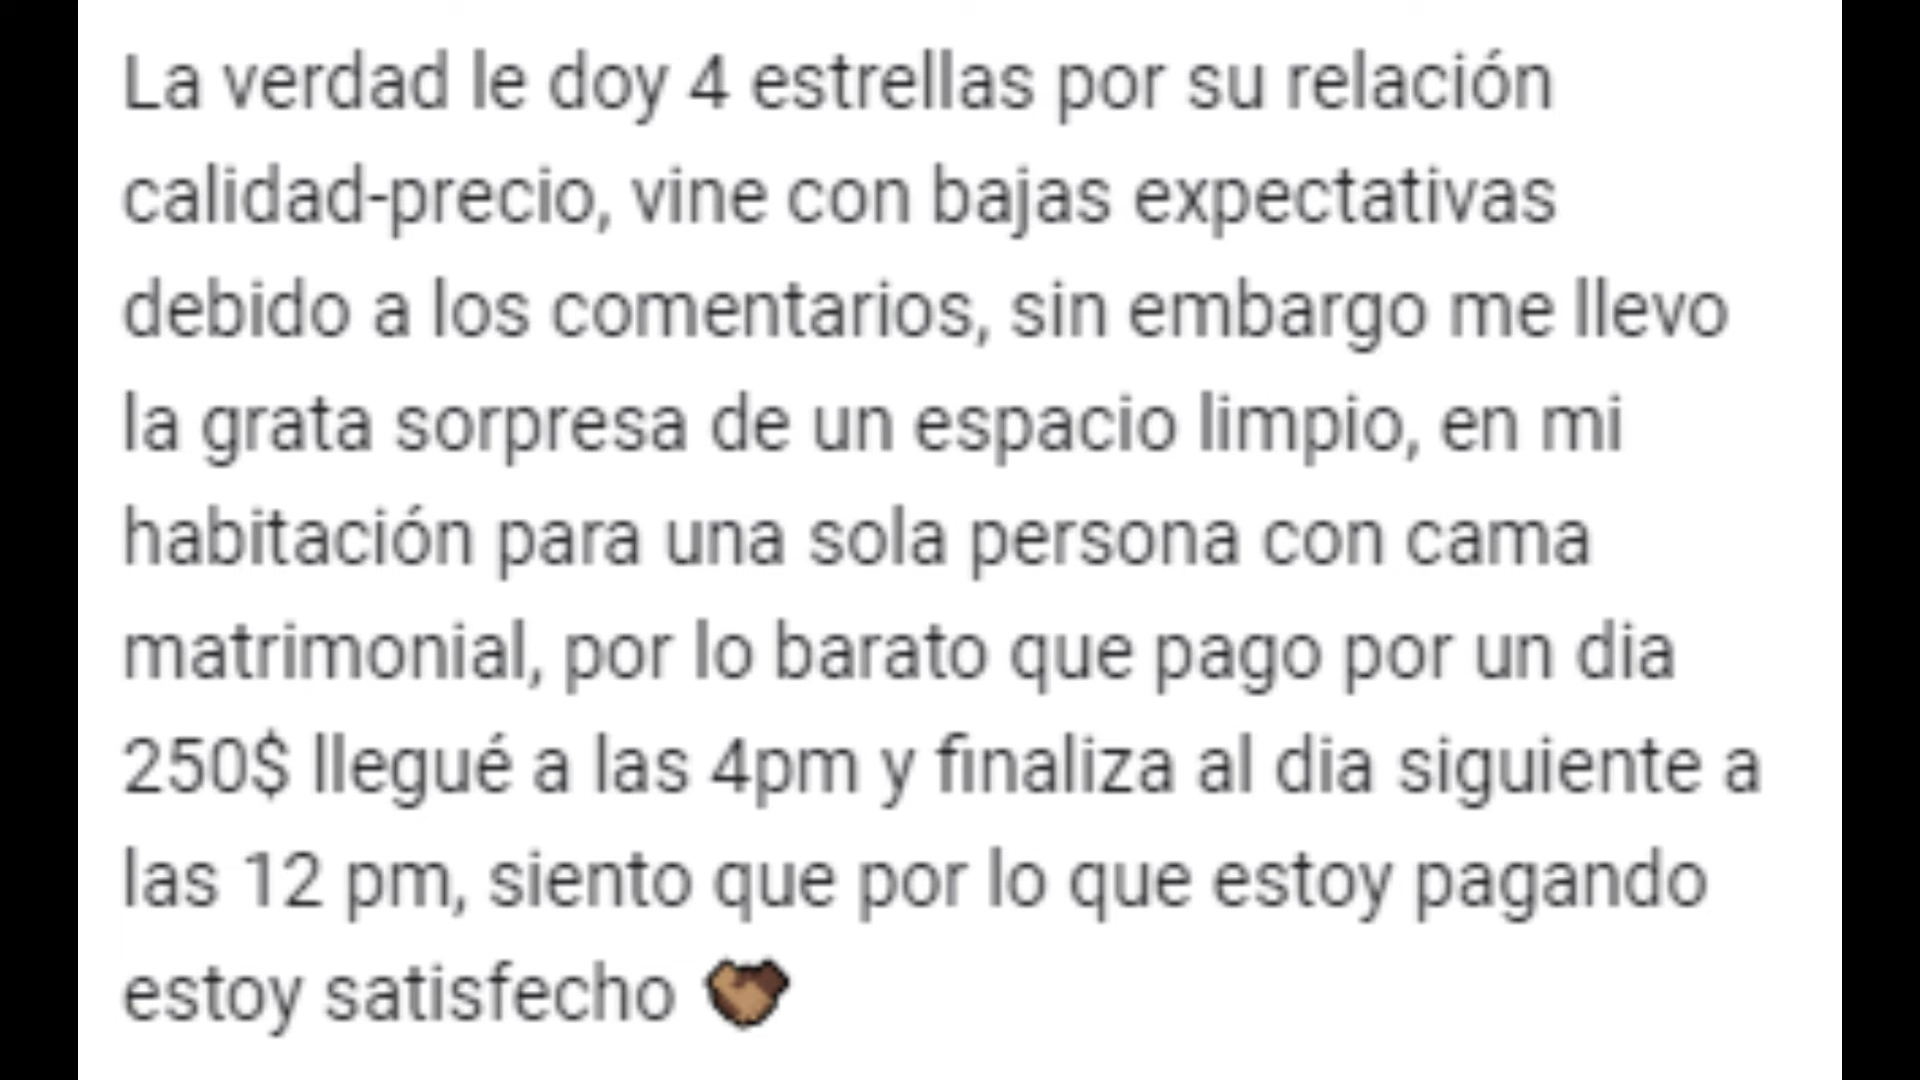 La verdad le doy 4 estrellas por su relación
calidad-precio, vine con bajas expectativas
debido a los comentarios, sin embargo me llevo
la grata sorpresa de un espacio limpio, en mi
habitación para una sola persona con cama
matrimonial, por lo barato que pago por un dia
250$ llegué a las 4pm y finaliza al dia siguiente a
las 12 pm, siento que por lo que estoy pagando
estoy satisfecho